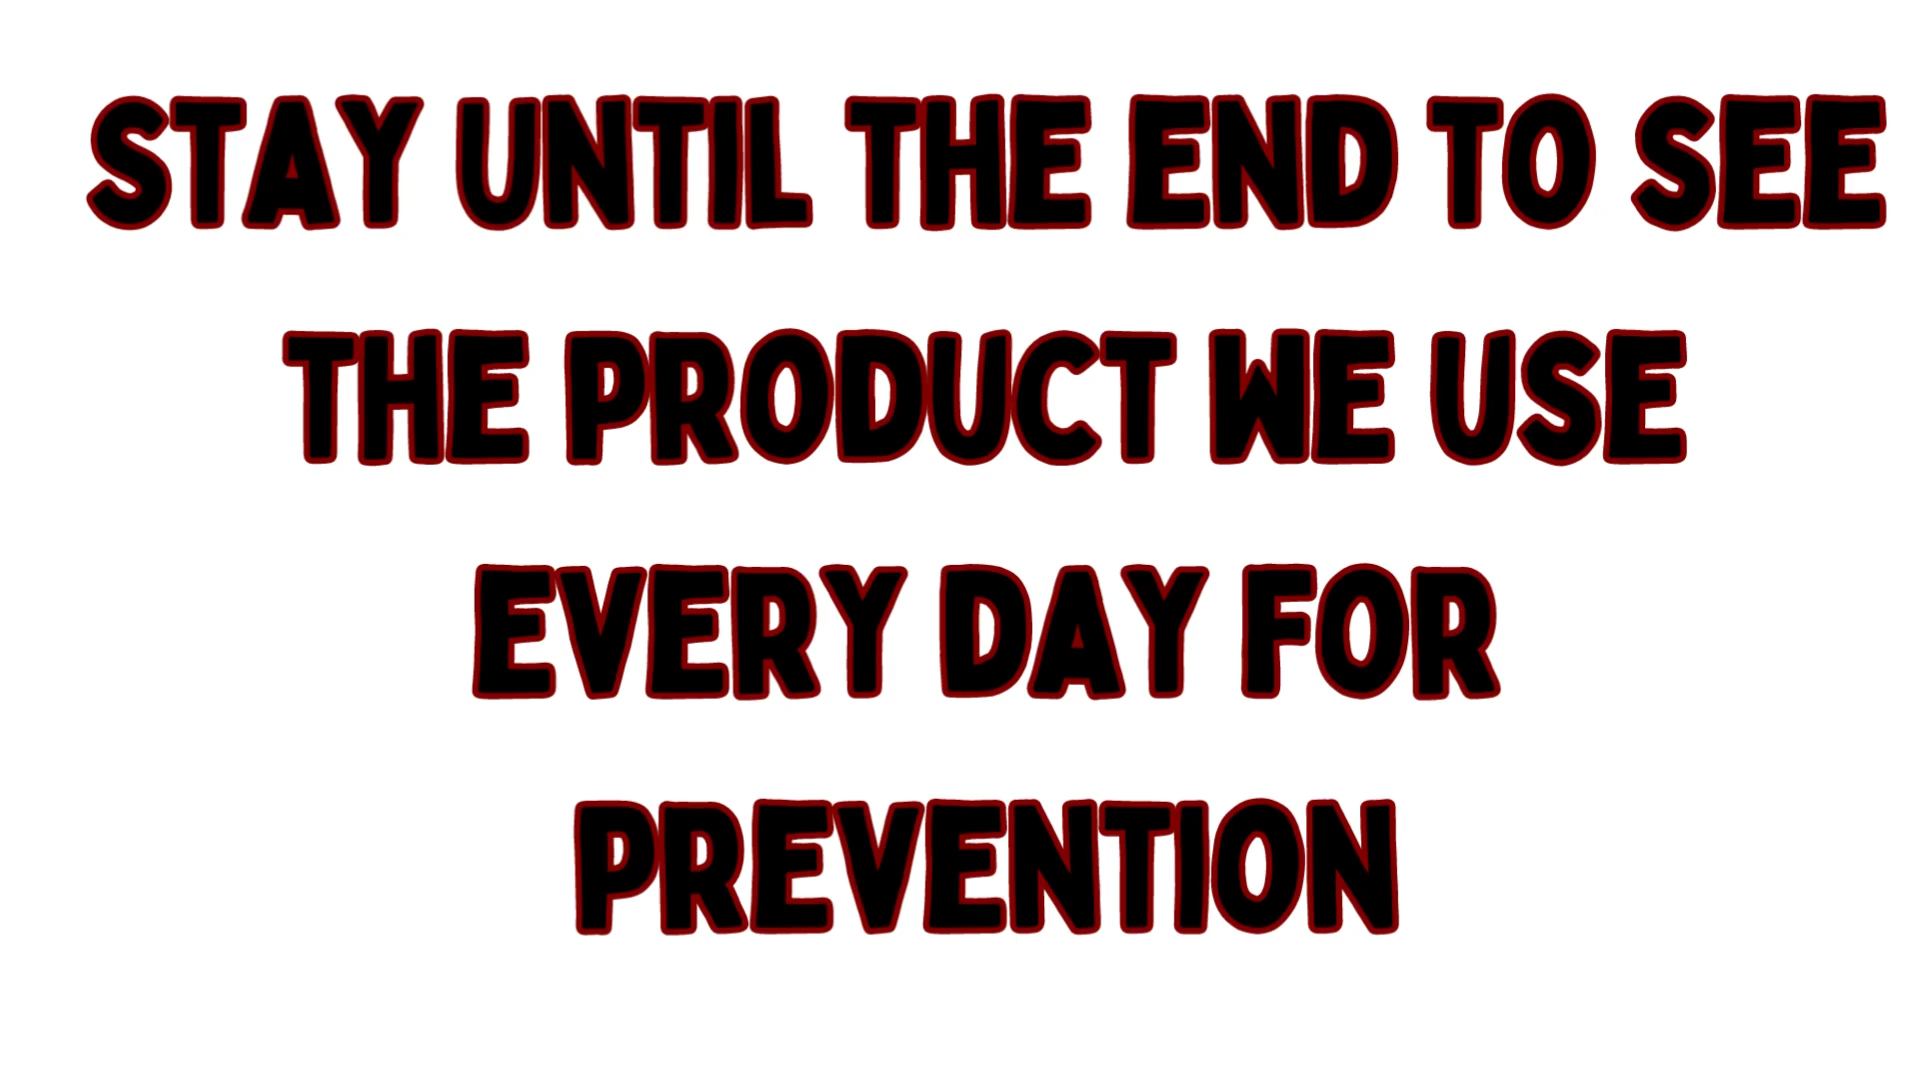 STAY UNTIL THE END TO SEE
THE PRODUCT WE USE
EVERY DAY FOR
PREVENTION